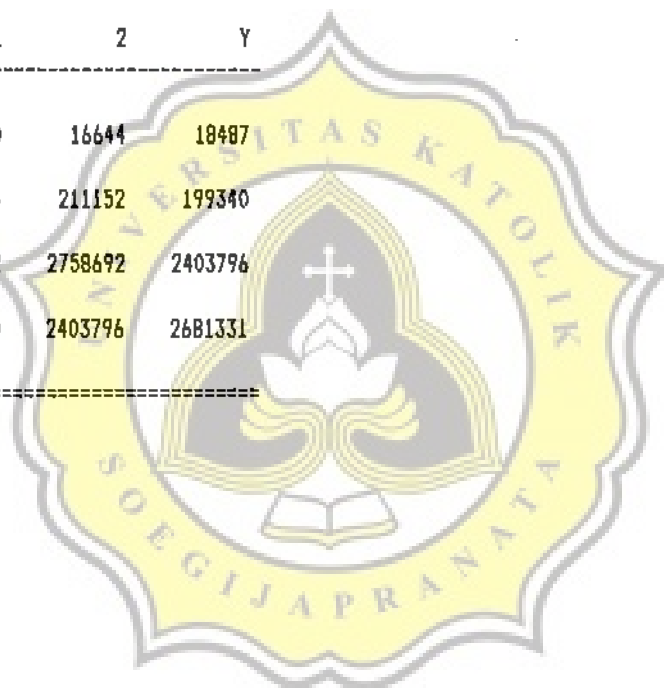 2 Y
16644 18487
211152 199340
2758692 2403796
2403796 2681331
UNIVERSITAS KATOLIK
SOEGIJAPRANATA